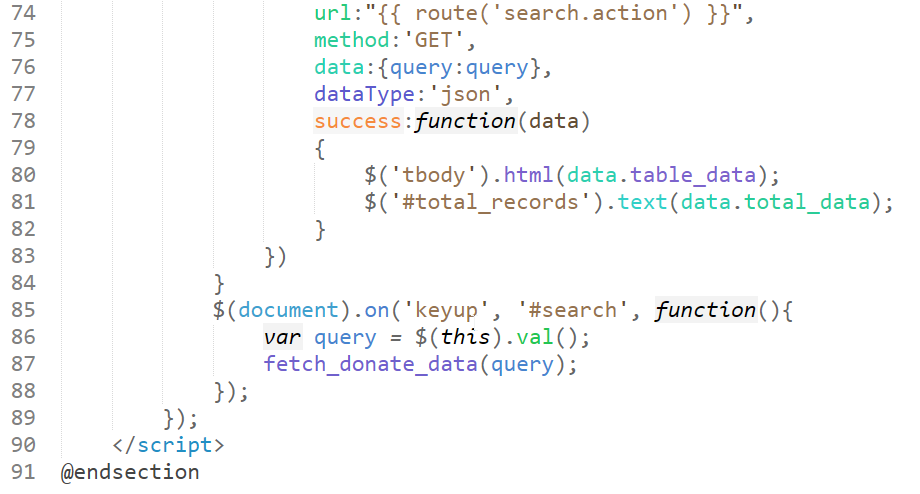 74 url:"{{ route('search.action') }}",
75 method:'GET',
76 data:{query:query},
77 dataType:'json',
78 success:function(data)
79 {
80 $('tbody').html(data.table_data);
81 $('#total_records').text(data.total_data);
82 }
83 })
84 }
85 $(document).on('keyup', '#search', function(){
86 var query = $(this).val();
87 fetch_donate_data(query);
88 });
89 });
90 </script>
91 @endsection